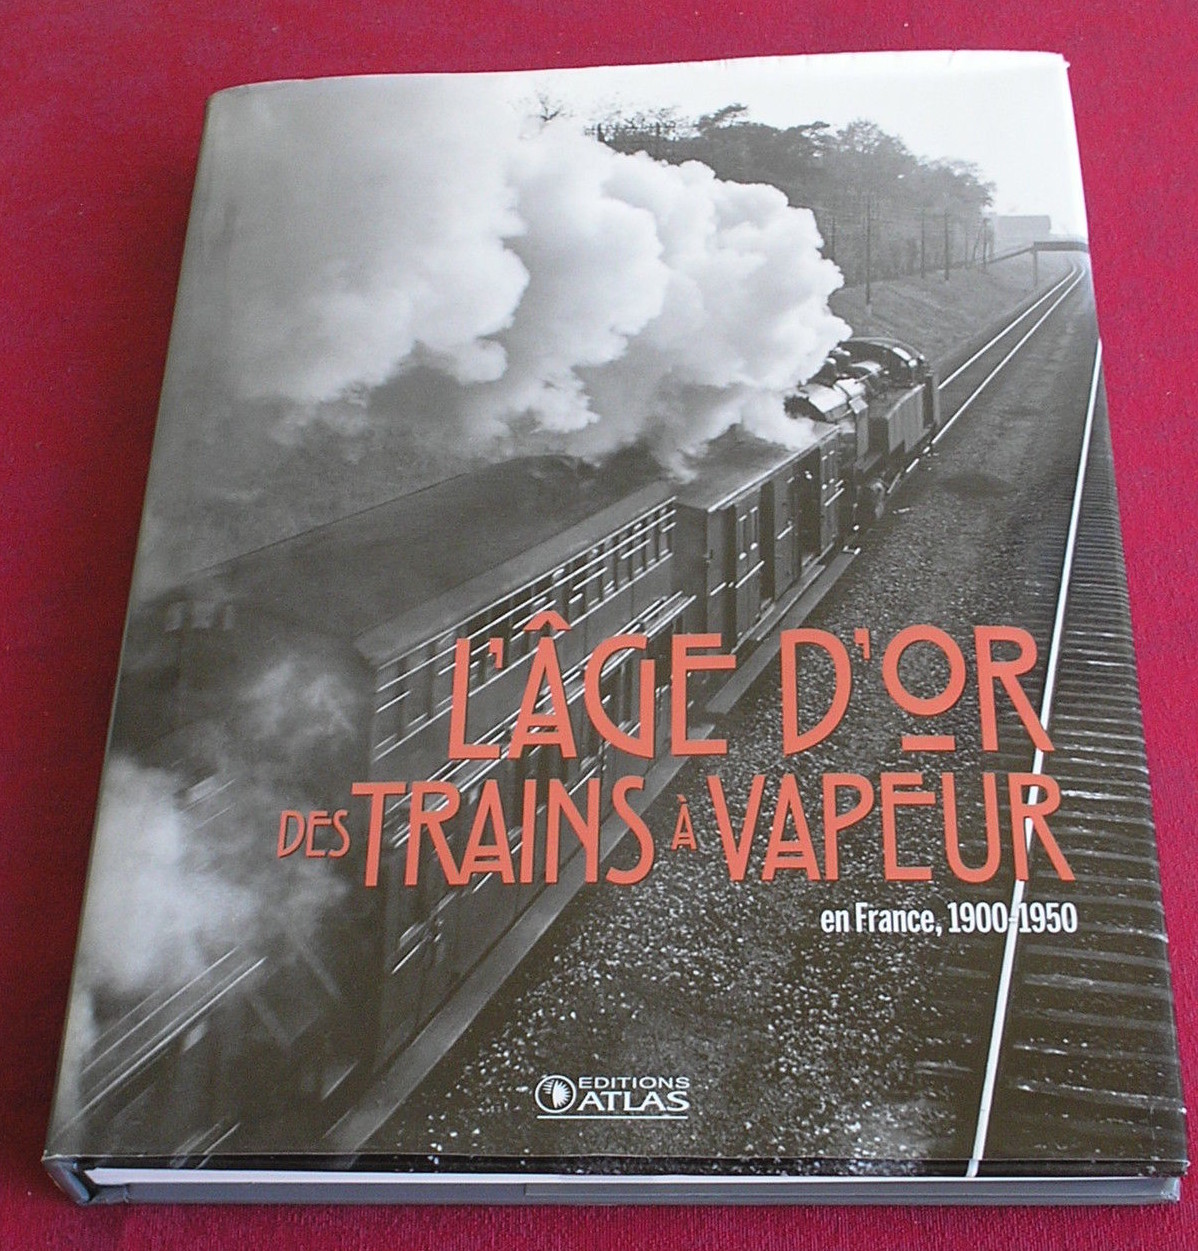 L'ÂGE D'OR
DES TRAINS À VAPEUR
en France, 1900-1950
EDITIONS
ATLAS